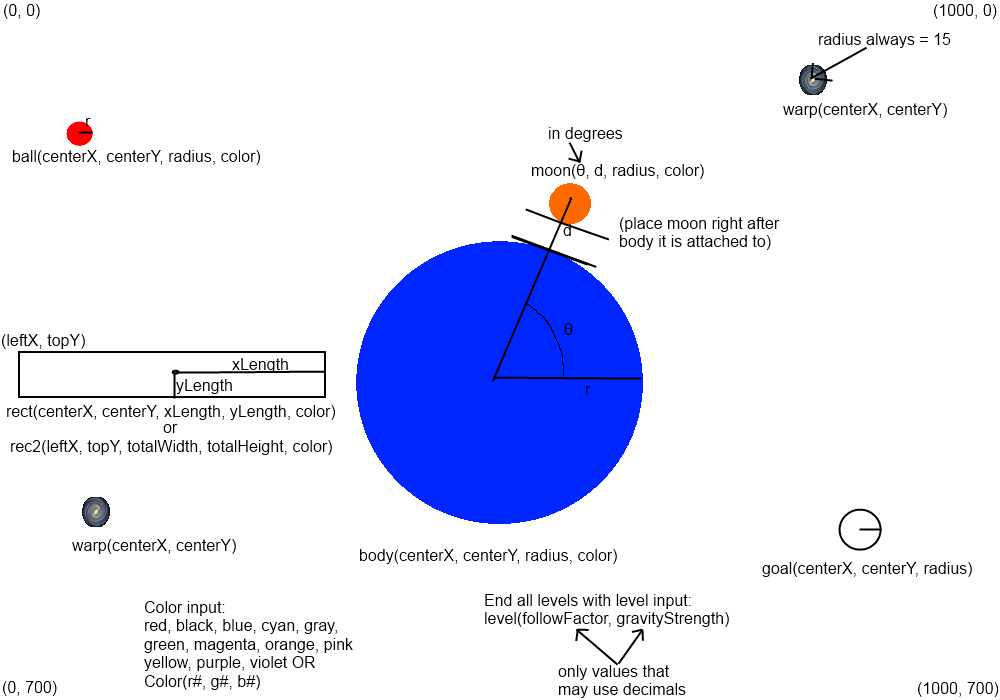 (0, 0)
(1000, 0)
radius always = 15
warp(centerX, centerY)
r
ball(centerX, centerY, radius, color)
in degrees
moon(θ, d, radius, color)
(place moon right after
body it is attached to)
d
θ
r
(leftX, topY)
xLength
yLength
rect(centerX, centerY, xLength, yLength, color)
or
rec2(leftX, topY, totalWidth, totalHeight, color)
warp(centerX, centerY)
body(centerX, centerY, radius, color)
goal(centerX, centerY, radius)
Color input:
red, black, blue, cyan, gray,
green, magenta, orange, pink
yellow, purple, violet OR
Color(r#, g#, b#)
End all levels with level input:
level(followFactor, gravityStrength)
only values that
may use decimals
(0, 700)
(1000, 700)